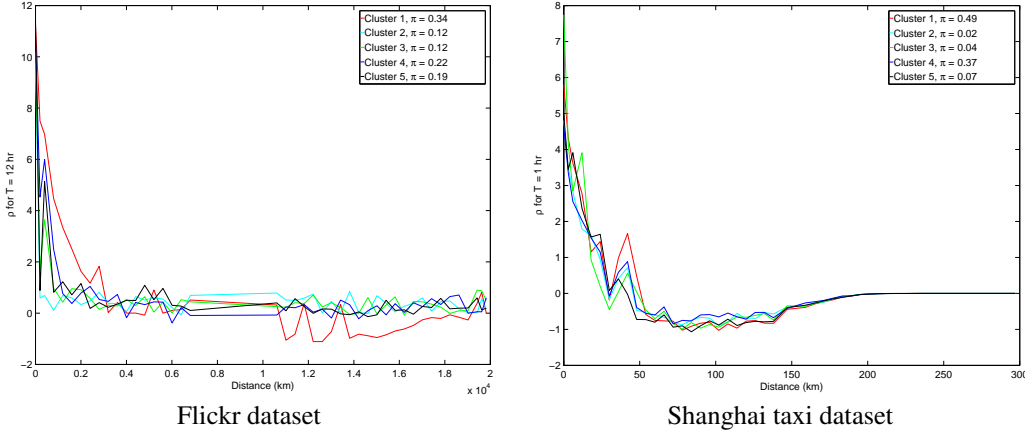 12
10
8
6
4
2
0
−2
0
0.2
0.4
0.6
0.8
1
1.2
1.4
1.6
1.8
2
x 10⁴
Distance (km)
ρ for T = 12 hr
Cluster 1, π = 0.34
Cluster 2, π = 0.12
Cluster 3, π = 0.12
Cluster 4, π = 0.22
Cluster 5, π = 0.19
Flickr dataset
8
7
6
5
4
3
2
1
0
−1
−2
0
50
100
150
200
250
300
Distance (km)
ρ for T = 1 hr
Cluster 1, π = 0.49
Cluster 2, π = 0.02
Cluster 3, π = 0.04
Cluster 4, π = 0.37
Cluster 5, π = 0.07
Shanghai taxi dataset